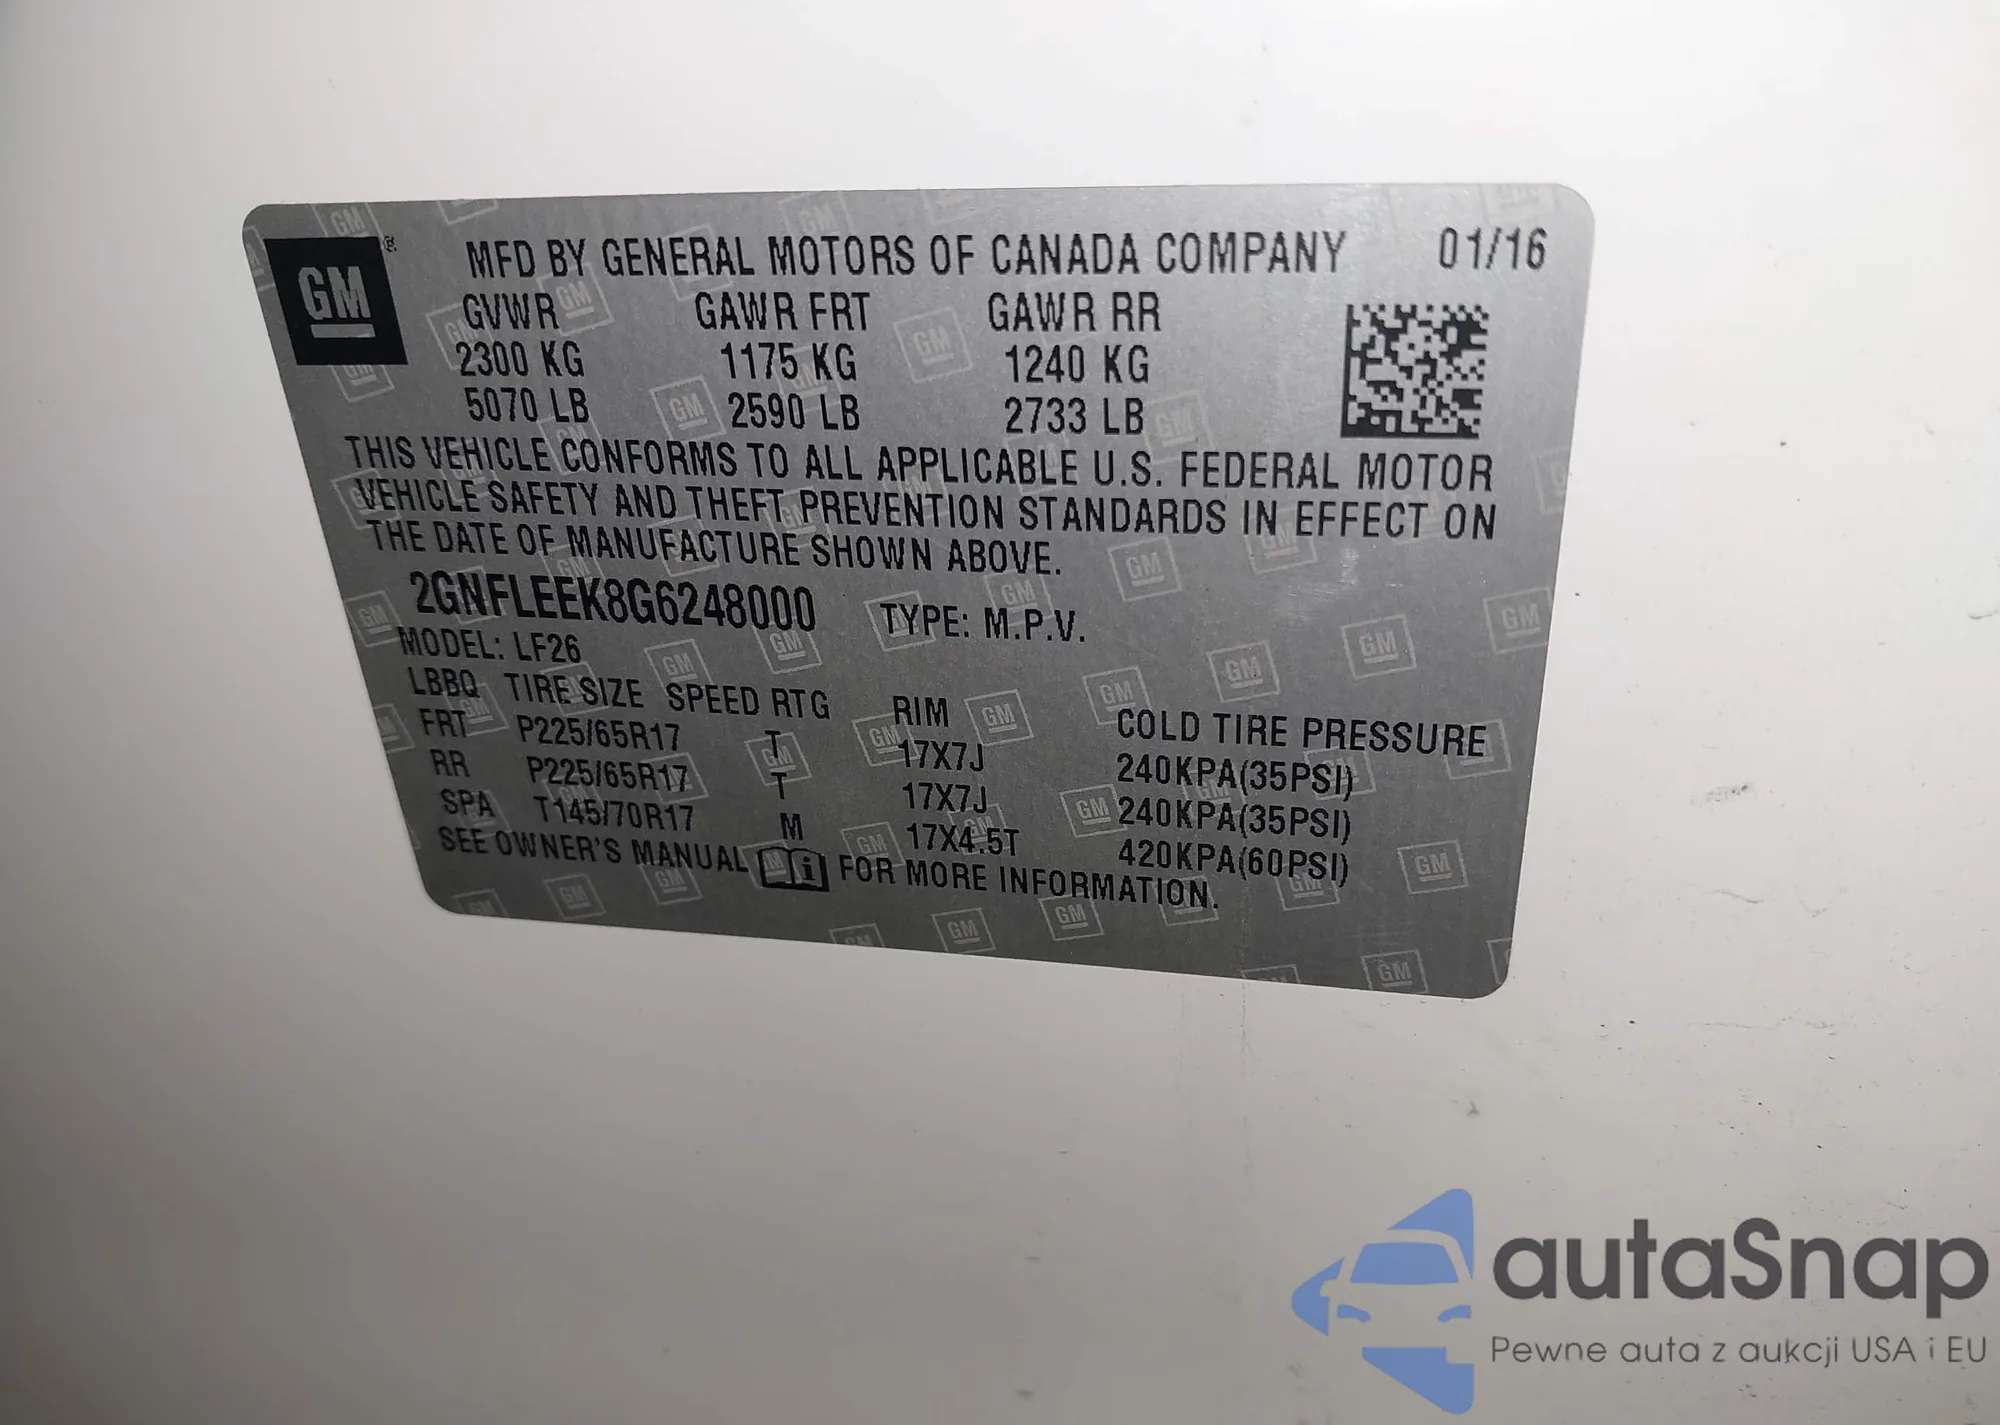 GM
MFD BY GENERAL MOTORS OF CANADA COMPANY 01/16
GVWR GAWR FRT GAWR RR
2300 KG 1175 KG 1240 KG
5070 LB 2590 LB 2733 LB
THIS VEHICLE CONFORMS TO ALL APPLICABLE U.S. FEDERAL MOTOR
VEHICLE SAFETY AND THEFT PREVENTION STANDARDS IN EFFECT ON
THE DATE OF MANUFACTURE SHOWN ABOVE.
2GNFLEEK8G6248000 TYPE: M.P.V.
MODEL: LF26
LBBQ TIRE SIZE SPEED RTG RIM COLD TIRE PRESSURE
FRT P225/65R17 T 17X7J 240KPA(35PSI)
RR P225/65R17 T 17X7J 240KPA(35PSI)
SPA T145/70R17 M 17X4.5T 420KPA(60PSI)
SEE OWNER'S MANUAL i FOR MORE INFORMATION.
autaSnap
Pewne auta z aukcji USA i EU